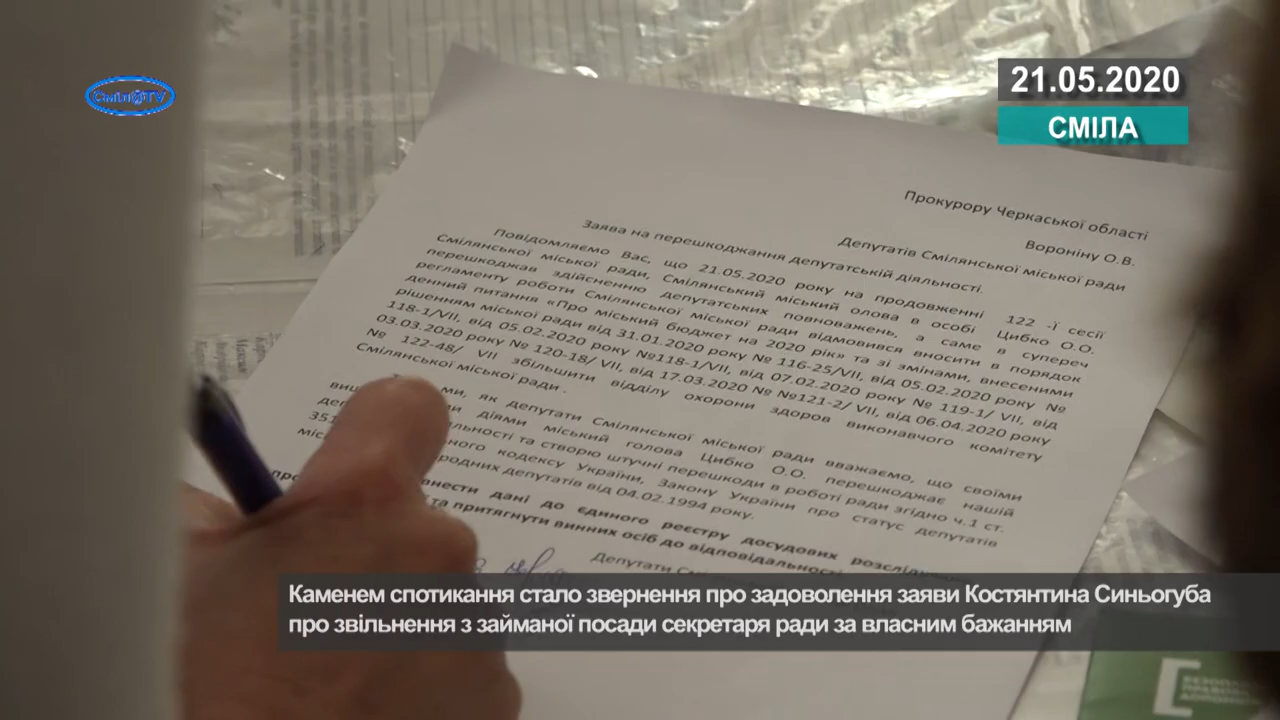 СмілаTV
21.05.2020
СМІЛА
Прокурору Черкаської області
Вороніну О.В.
Депутатів Смілянської міської ради
Заява на перешкоджання депутатській діяльності.
Повідомляємо Вас, що 21.05.2020 року на продовженні 122 -ї сесії
Смілянської міської ради, Смілянський міський олова в особі Цибко О.О.
перешкоджав здійсненню депутатських повноважень, а саме в супереч
регламенту роботи Смілянської міської ради відмовився вносити в порядок
денний питання «Про міський бюджет на 2020 рік» та зі змінами, внесеними
рішенням міської ради від 31.01.2020 року № 116-25/VII, від 05.02.2020 року №
118-1/VII, від 05.02.2020 року №118-1/VII, від 07.02.2020 року № 119-1/ VII, від
03.03.2020 року № 120-18/ VII, від 17.03.2020 № №121-2/ VII, від 06.04.2020 року
№ 122-48/ VII збільшити відділу охорони здоров виконавчого комітету
Смілянської міської ради .
ми, як депутати Смілянської міської ради вважаємо, що своїми
діями міський голова Цибко О.О. перешкоджає нашій
та створю штучні перешкоди в роботі ради згідно ч.1 ст.
351 кодексу України, Закону України про статус депутатів
від 04.02.1994 року.
дані до єдиного реєстру досудових
та притягнути винних осіб до відповідальності
Депутати
Каменем спотикання стало звернення про задоволення заяви Костянтина Синьогуба
про звільнення з займаної посади секретаря ради за власним бажанням